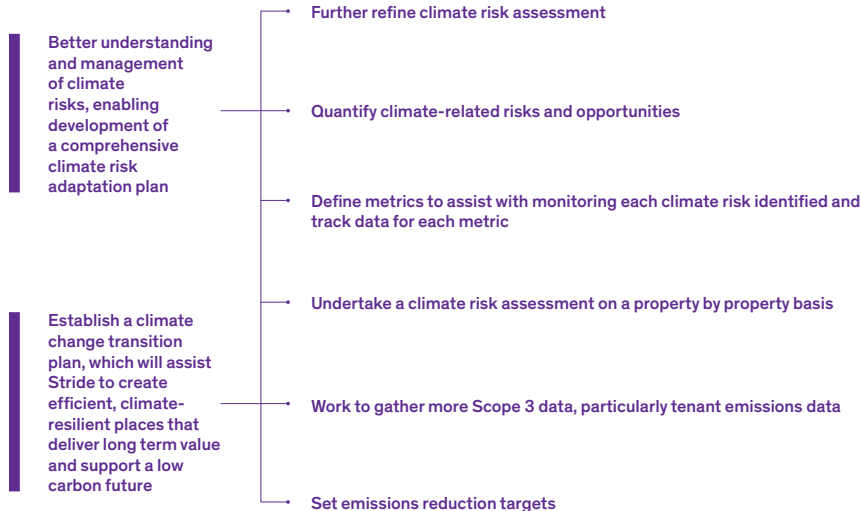 Better understanding
and management
of climate
risks, enabling
development of
a comprehensive
climate risk
adaptation plan
Establish a climate
change transition
plan, which will assist
Stride to create
efficient, climate-
resilient places that
deliver long term value
and support a low
carbon future
Further refine climate risk assessment
Quantify climate-related risks and opportunities
Define metrics to assist with monitoring each climate risk identified and
track data for each metric
Undertake a climate risk assessment on a property by property basis
Work to gather more Scope 3 data, particularly tenant emissions data
Set emissions reduction targets